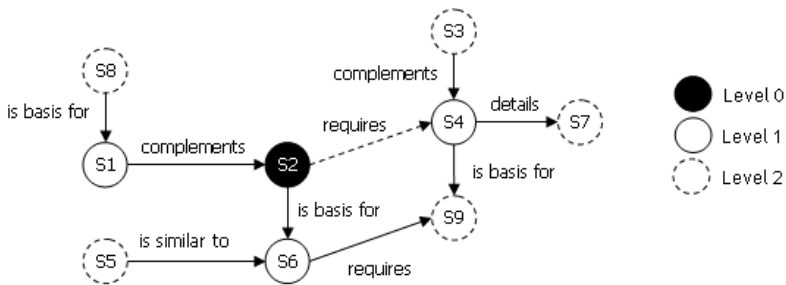 S3
S8
complements
Level 0
is basis for
requires
S4
details
S7
Level 1
S1
complements
S2
is basis for
Level 2
is basis for
S9
S5
is similar to
S6
requires